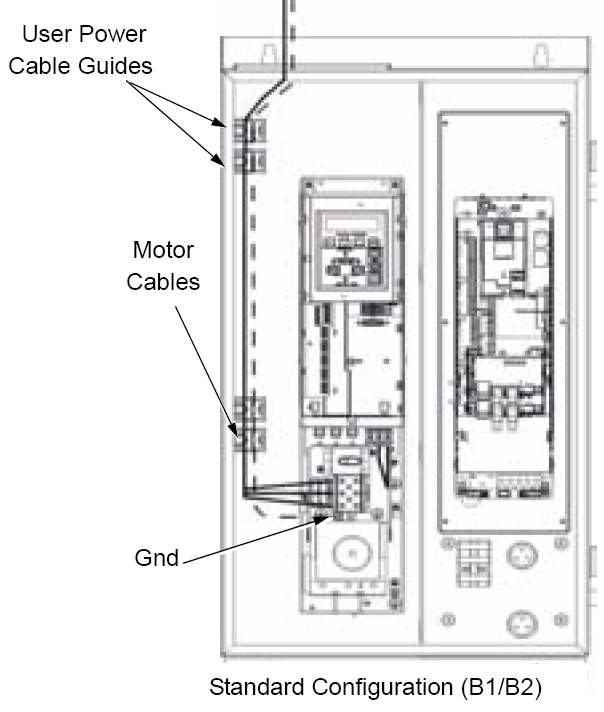 User Power
Cable Guides
Motor
Cables
Gnd
Standard Configuration (B1/B2)